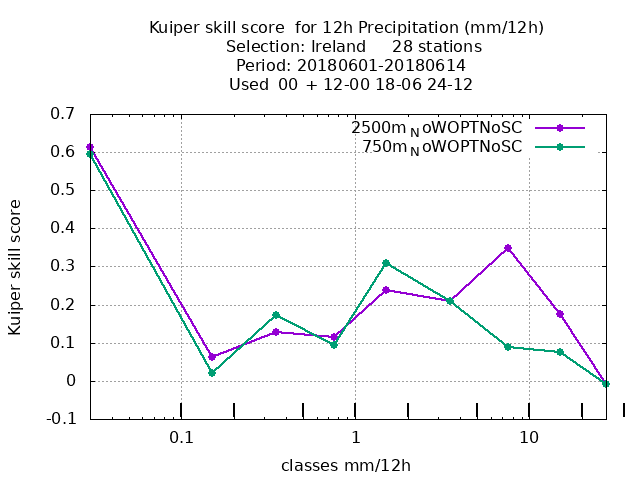 Kuiper skill score  for 12h Precipitation (mm/12h)
Selection: Ireland     28 stations
Period: 20180601-20180614
Used  00 + 12-00 18-06 24-12
2500m NoWOPTNoSC
750m NoWOPTNoSC
Kuiper skill score
0.7
0.6
0.5
0.4
0.3
0.2
0.1
0
-0.1
0.1 1 10
classes mm/12h